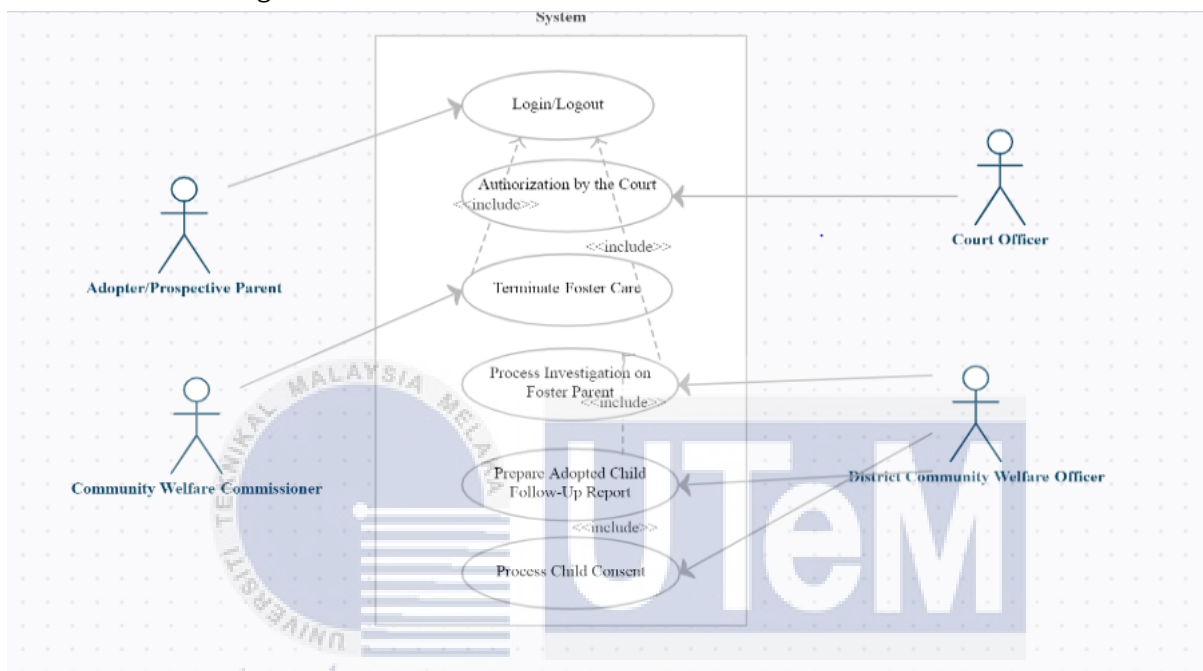 System
Login/Logout
Authorization by the Court
<<include>>
Court Officer
<<include>>
Adopter/Prospective Parent
Terminate Foster Care
Process Investigation on
Foster Parent
<<include>>
Community Welfare Commissioner
Prepare Adopted Child
Follow-Up Report
District Community Welfare Officer
<<include>>
Process Child Consent
UNIVERSITI TEKNIKAL MALAYSIA MELAKA
UTeM